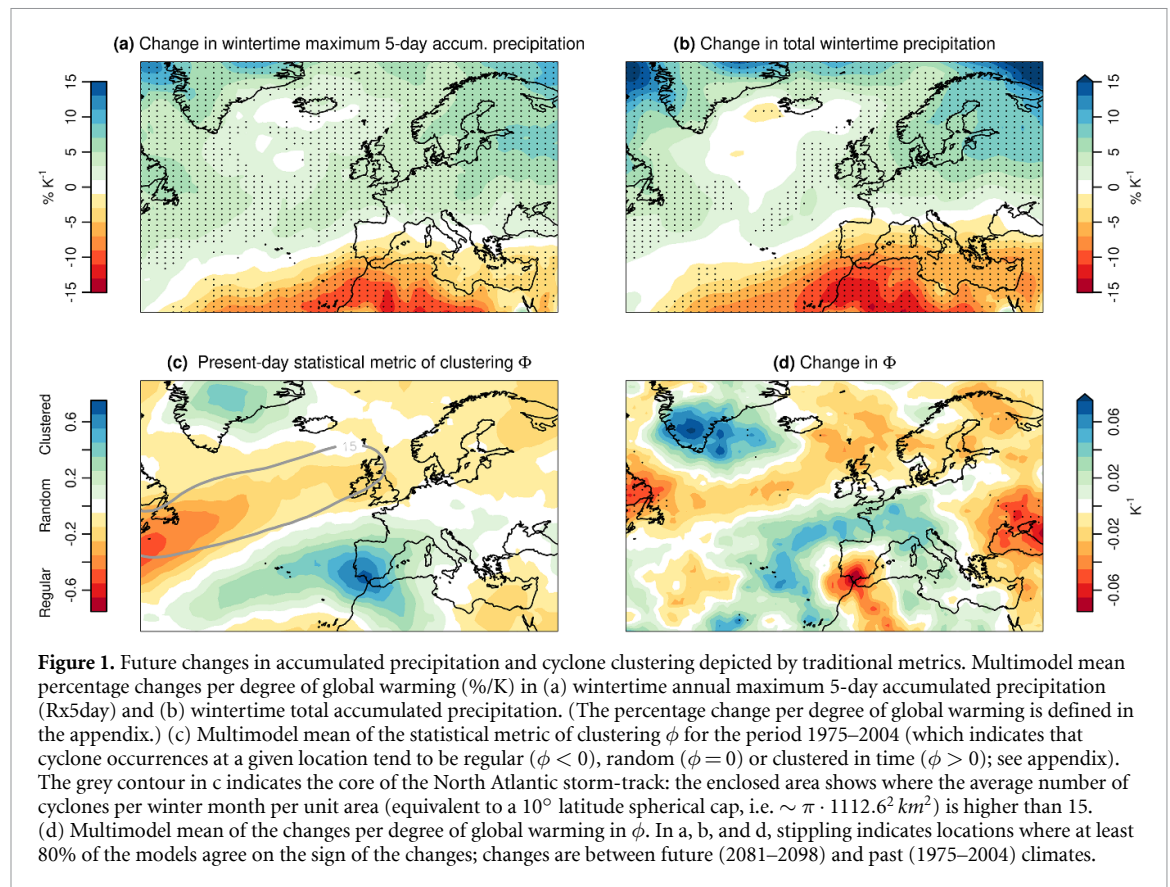 (a) Change in wintertime maximum 5-day accum. precipitation
(b) Change in total wintertime precipitation
15
10
5
0
-5
-10
-15
% K⁻¹
15
10
5
0
-5
-10
-15
% K⁻¹
(c) Present-day statistical metric of clustering Φ
(d) Change in Φ
Clustered
Random
Regular
0.6
0.2
-0.2
-0.6
15
0.06
0.02
-0.02
-0.06
K⁻¹
Figure 1. Future changes in accumulated precipitation and cyclone clustering depicted by traditional metrics. Multimodel mean
percentage changes per degree of global warming (%/K) in (a) wintertime annual maximum 5-day accumulated precipitation
(Rx5day) and (b) wintertime total accumulated precipitation. (The percentage change per degree of global warming is defined in
the appendix.) (c) Multimodel mean of the statistical metric of clustering ϕ for the period 1975–2004 (which indicates that
cyclone occurrences at a given location tend to be regular (ϕ < 0), random (ϕ = 0) or clustered in time (ϕ > 0); see appendix).
The grey contour in c indicates the core of the North Atlantic storm-track: the enclosed area shows where the average number of
cyclones per winter month per unit area (equivalent to a 10° latitude spherical cap, i.e. ∼ π · 1112.6² km²) is higher than 15.
(d) Multimodel mean of the changes per degree of global warming in ϕ. In a, b, and d, stippling indicates locations where at least
80% of the models agree on the sign of the changes; changes are between future (2081–2098) and past (1975–2004) climates.